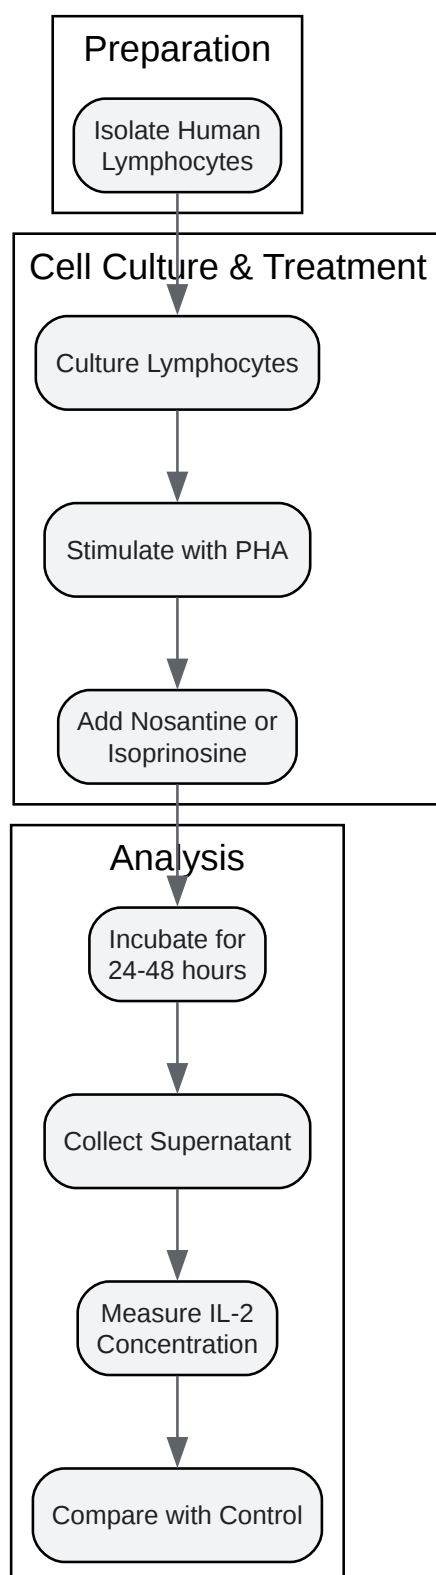 Preparation
Isolate Human
Lymphocytes
Cell Culture & Treatment
Culture Lymphocytes
Stimulate with PHA
Add Nosantine or
Isoprinosine
Analysis
Incubate for
24-48 hours
Collect Supernatant
Measure IL-2
Concentration
Compare with Control